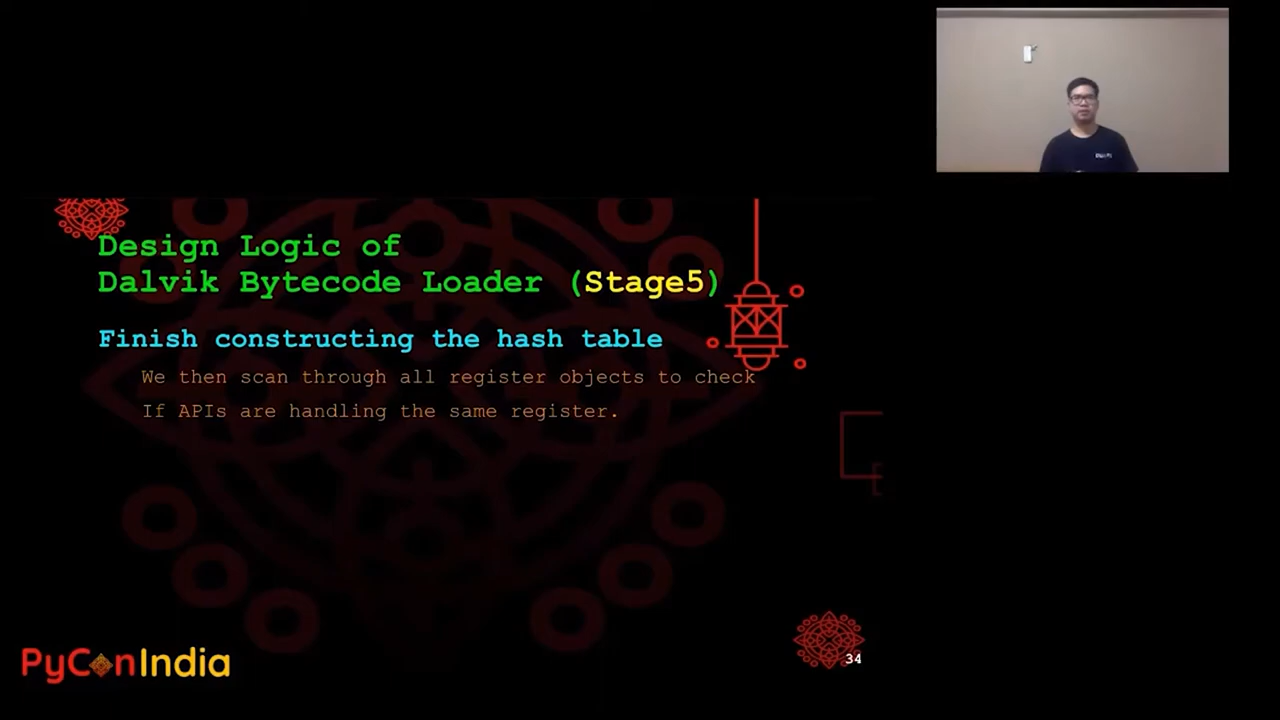 Design Logic of
Dalvik Bytecode Loader (Stage5)
Finish constructing the hash table
We then scan through all register objects to check
If APIs are handling the same register.
PyConIndia
34